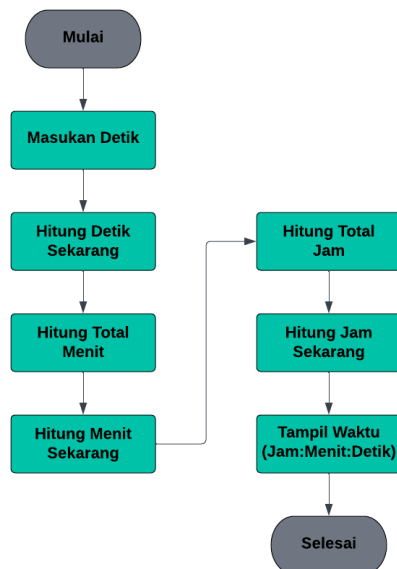 Mulai
Masukan Detik
Hitung Detik
Sekarang
Hitung Total
Menit
Hitung Menit
Sekarang
Hitung Total
Jam
Hitung Jam
Sekarang
Tampil Waktu
(Jam:Menit:Detik)
Selesai